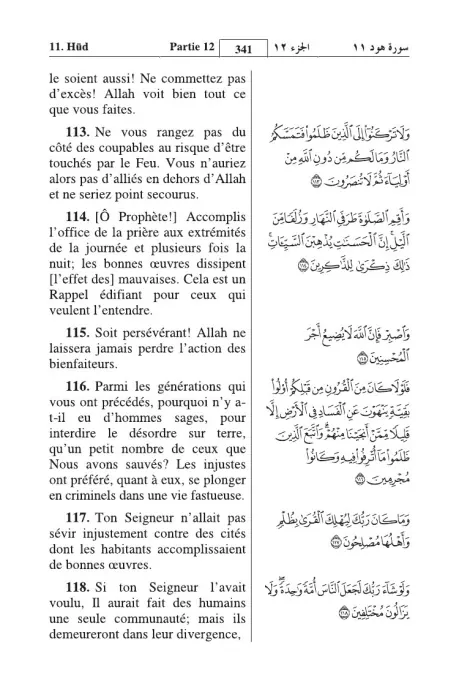 11. Hūd Partie 12 341 الجزء ١٢ سورة هود ١١
le soient aussi! Ne commettez pas
d'excès! Allah voit bien tout ce
que vous faites.
113. Ne vous rangez pas du
côté des coupables au risque d'être
touchés par le Feu. Vous n'auriez
alors pas d'alliés en dehors d'Allah
et ne seriez point secourus.
114. [Ô Prophète!] Accomplis
l'office de la prière aux extrémités
de la journée et plusieurs fois la
nuit; les bonnes œuvres dissipent
[l'effet des] mauvaises. Cela est un
Rappel édifiant pour ceux qui
veulent l'entendre.
115. Soit persévérant! Allah ne
laissera jamais perdre l'action des
bienfaiteurs.
116. Parmi les générations qui
vous ont précédés, pourquoi n'y a-
t-il eu d'hommes sages, pour
interdire le désordre sur terre,
qu'un petit nombre de ceux que
Nous avons sauvés? Les injustes
ont préféré, quant à eux, se plonger
en criminels dans une vie fastueuse.
117. Ton Seigneur n'allait pas
sévir injustement contre des cités
dont les habitants accomplissaient
de bonnes œuvres.
118. Si ton Seigneur l'avait
voulu, Il aurait fait des humains
une seule communauté; mais ils
demeureront dans leur divergence,
وَلَا تَرْكَنُوٓا۟ إِلَى ٱلَّذِينَ ظَلَمُوا۟ فَتَمَسَّكُمُ
ٱلنَّارُ وَمَا لَكُم مِّن دُونِ ٱللَّهِ مِنْ
أَوْلِيَآءَ ثُمَّ لَا تُنصَرُونَ ١١٣
وَأَقِمِ ٱلصَّلَوٰةَ طَرَفَىِ ٱلنَّهَارِ وَزُلَفًا مِّنَ
ٱلَّيْلِ إِنَّ ٱلْحَسَنَٰتِ يُذْهِبْنَ ٱلسَّيِّـَٔاتِ
ذَٰلِكَ ذِكْرَىٰ لِلذَّٰكِرِينَ ١١٤
وَٱصْبِرْ فَإِنَّ ٱللَّهَ لَا يُضِيعُ أَجْرَ
ٱلْمُحْسِنِينَ ١١٥
فَلَوْلَا كَانَ مِنَ ٱلْقُرُونِ مِن قَبْلِكُمْ أُو۟لُوا۟
بَقِيَّةٍ يَنْهَوْنَ عَنِ ٱلْفَسَادِ فِى ٱلْأَرْضِ إِلَّا
قَلِيلًا مِّمَّنْ أَنجَيْنَا مِنْهُمْ وَٱتَّبَعَ ٱلَّذِينَ
ظَلَمُوا۟ مَآ أُتْرِفُوا۟ فِيهِ وَكَانُوا۟
مُجْرِمِينَ ١١٦
وَمَا كَانَ رَبُّكَ لِيُهْلِكَ ٱلْقُرَىٰ بِظُلْمٍ
وَأَهْلُهَا مُصْلِحُونَ ١١٧
وَلَوْ شَآءَ رَبُّكَ لَجَعَلَ ٱلنَّاسَ أُمَّةً وَٰحِدَةً وَلَا
يَزَالُونَ مُخْتَلِفِينَ ١١٨